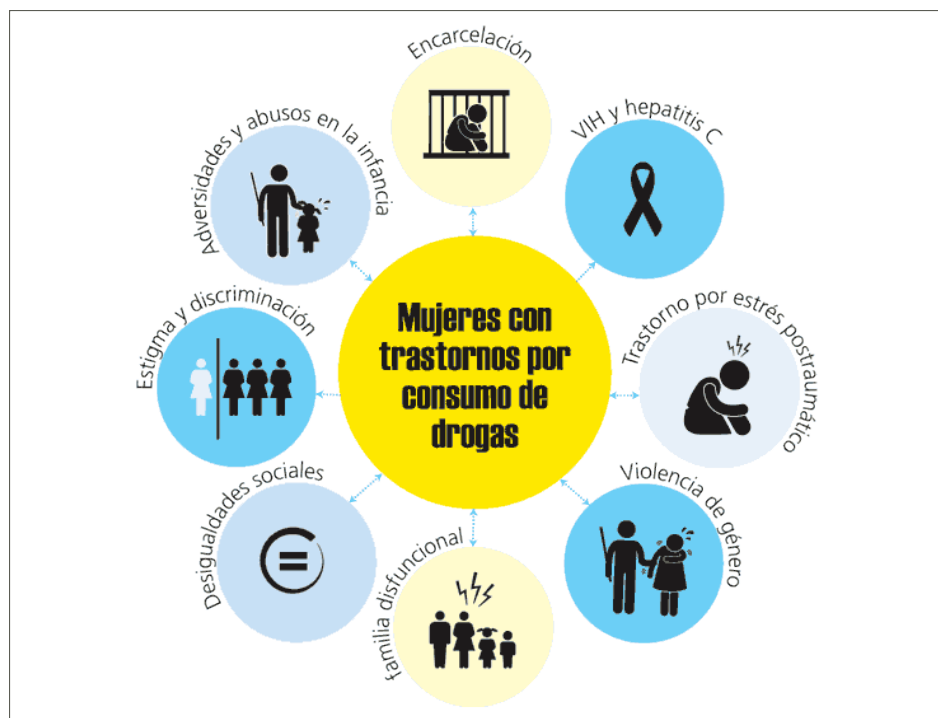 Encarcelación
VIH y hepatitis C
Adversidades y abusos en la infancia
Mujeres con
trastornos por
consumo de
drogas
Trastorno por estrés postraumático
Estigma y discriminación
Violencia de
género
Desigualdades sociales
familia disfuncional